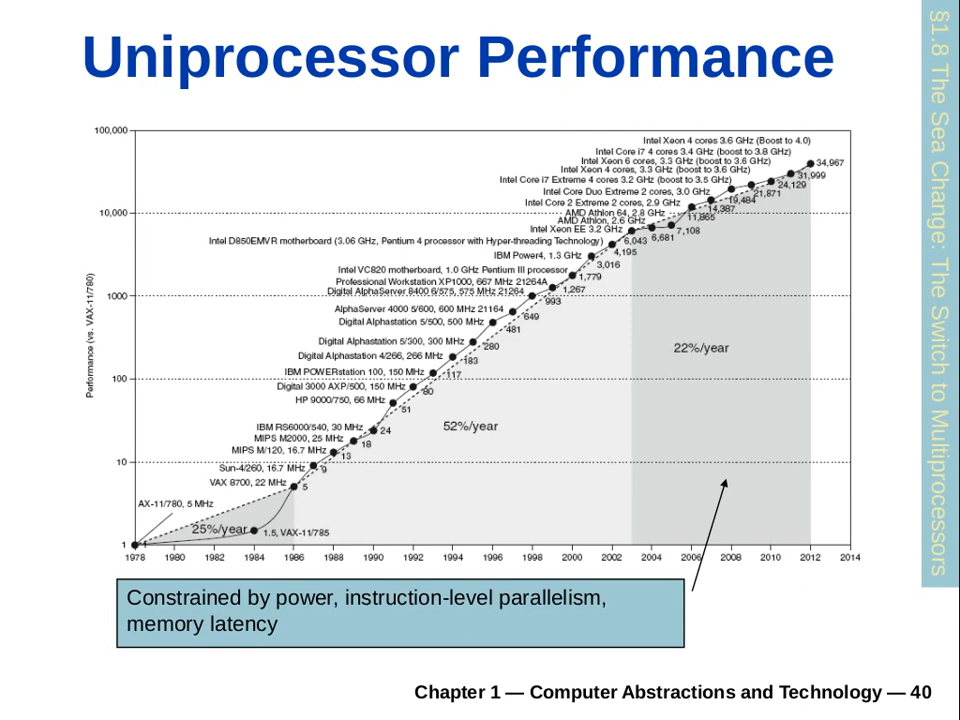 Uniprocessor Performance
§1.8 The Sea Change: The Switch to Multiprocessors
100,000
10,000
1000
100
10
1
Performance (vs. VAX-11/780)
Intel Xeon 4 cores 3.6 GHz (Boost to 4.0)
Intel Core i7 4 cores 3.4 GHz (boost to 3.8 GHz)
Intel Xeon 6 cores, 3.3 GHz (boost to 3.6 GHz)
Intel Xeon 4 cores, 3.3 GHz (boost to 3.6 GHz)
Intel Core i7 Extreme 4 cores 3.2 GHz (boost to 3.5 GHz)
Intel Core Duo Extreme 2 cores, 3.0 GHz
Intel Core 2 Extreme 2 cores, 2.9 GHz
AMD Athlon 64, 2.8 GHz
AMD Athlon, 2.6 GHz
Intel Xeon EE 3.2 GHz
Intel D850EMVR motherboard (3.06 GHz, Pentium 4 processor with Hyper-threading Technology)
IBM Power4, 1.3 GHz
Intel VC820 motherboard, 1.0 GHz Pentium III processor
Professional Workstation XP1000, 667 MHz 21264A
Digital AlphaServer 8400 6/575, 575 MHz 21264
AlphaServer 4000 5/600, 600 MHz 21164
Digital Alphastation 5/500, 500 MHz
Digital Alphastation 5/300, 300 MHz
Digital Alphastation 4/266, 266 MHz
IBM POWERstation 100, 150 MHz
Digital 3000 AXP/500, 150 MHz
HP 9000/750, 66 MHz
IBM RS6000/540, 30 MHz
MIPS M2000, 25 MHz
MIPS M/120, 16.7 MHz
Sun-4/260, 16.7 MHz
VAX 8700, 22 MHz
AX-11/780, 5 MHz
34,967
31,999
24,129
21,871
19,484
14,387
11,865
7,108
6,681
6,043
4,195
3,016
1,779
1,267
993
649
481
280
183
117
80
51
24
18
13
9
5
1.5, VAX-11/785
25%/year
52%/year
22%/year
1978 1980 1982 1984 1986 1988 1990 1992 1994 1996 1998 2000 2002 2004 2006 2008 2010 2012 2014
Constrained by power, instruction-level parallelism,
memory latency
Chapter 1 — Computer Abstractions and Technology — 40